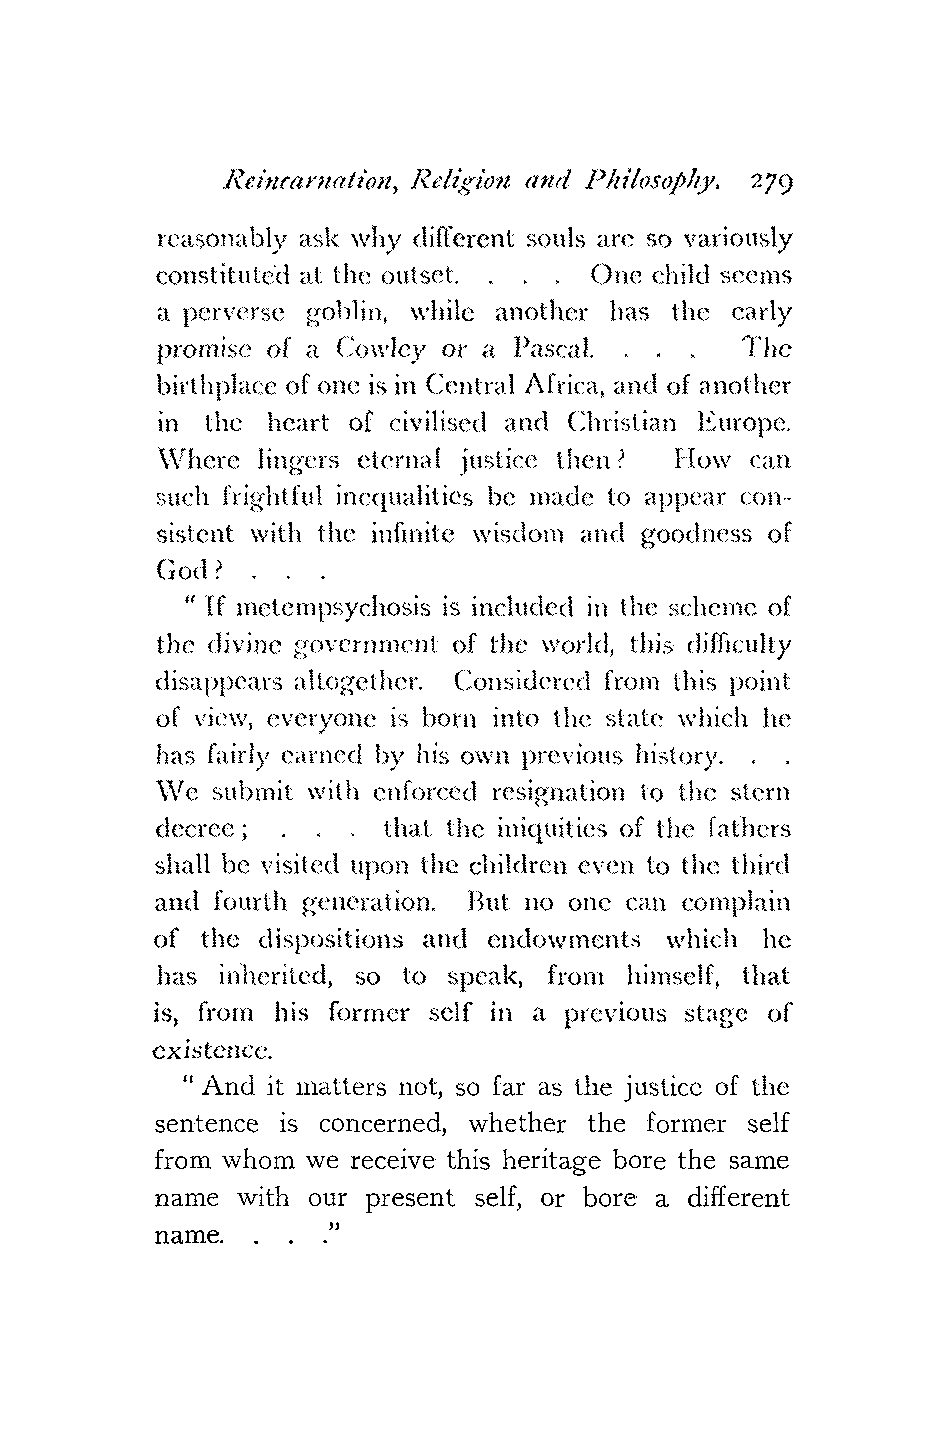 Reincarnation, Religion and Philosophy. 279
reasonably ask why different souls are so variously
constituted at the outset. . . . One child seems
a perverse goblin, while another has the early
promise of a Cowley or a Pascal. . . . The
birthplace of one is in Central Africa, and of another
in the heart of civilised and Christian Europe.
Where lingers eternal justice then? How can
such frightful inequalities be made to appear con-
sistent with the infinite wisdom and goodness of
God? . . .
"If metempsychosis is included in the scheme of
the divine government of the world, this difficulty
disappears altogether. Considered from this point
of view, everyone is born into the state which he
has fairly earned by his own previous history. . .
We submit with enforced resignation to the stern
decree; . . . that the iniquities of the fathers
shall be visited upon the children even to the third
and fourth generation. But no one can complain
of the dispositions and endowments which he
has inherited, so to speak, from himself, that
is, from his former self in a previous stage of
existence.
"And it matters not, so far as the justice of the
sentence is concerned, whether the former self
from whom we receive this heritage bore the same
name with our present self, or bore a different
name. . . ."